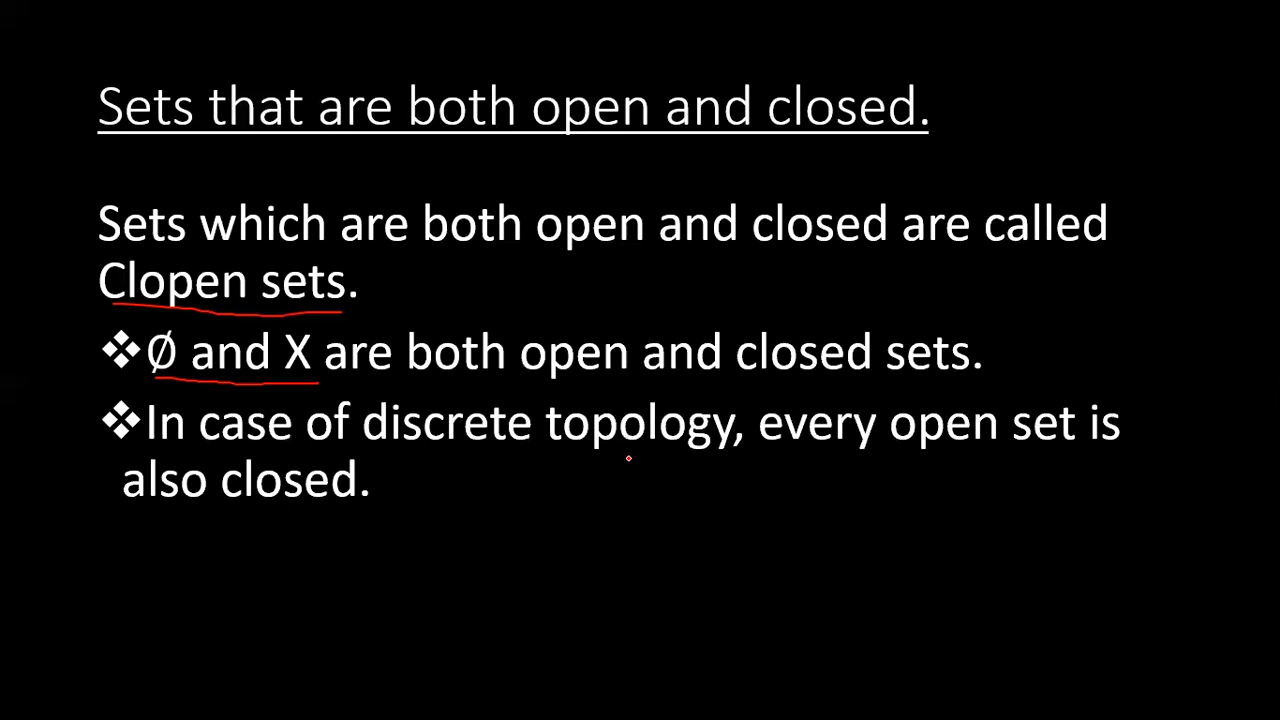 Sets that are both open and closed.
Sets which are both open and closed are called
Clopen sets.
❖Ø and X are both open and closed sets.
❖In case of discrete topology, every open set is
also closed.